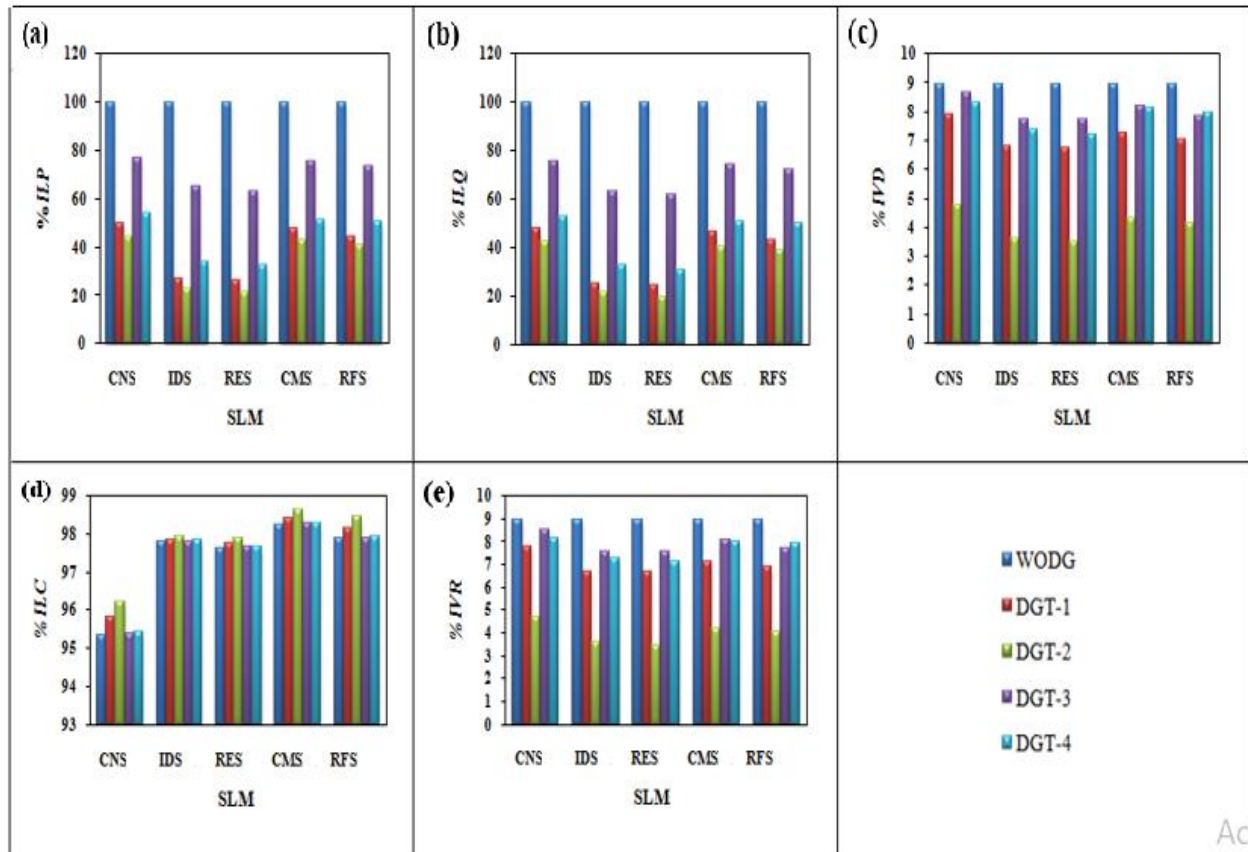 (a)
120
100
80
60
40
20
0
%ILP
CNS IDS RES CMS RFS
SLM
(b)
120
100
80
60
40
20
0
% ILQ
CNS IDS RES CMS RFS
SLM
(c)
10
9
8
7
6
5
4
3
2
1
0
% IVD
CNS IDS RES CMS RFS
SLM
(d)
99
98
97
96
95
94
93
% ILC
CNS IDS RES CMS RFS
SLM
(e)
10
9
8
7
6
5
4
3
2
1
0
% IVR
CNS IDS RES CMS RFS
SLM
WODG
DGT-1
DGT-2
DGT-3
DGT-4
Ac